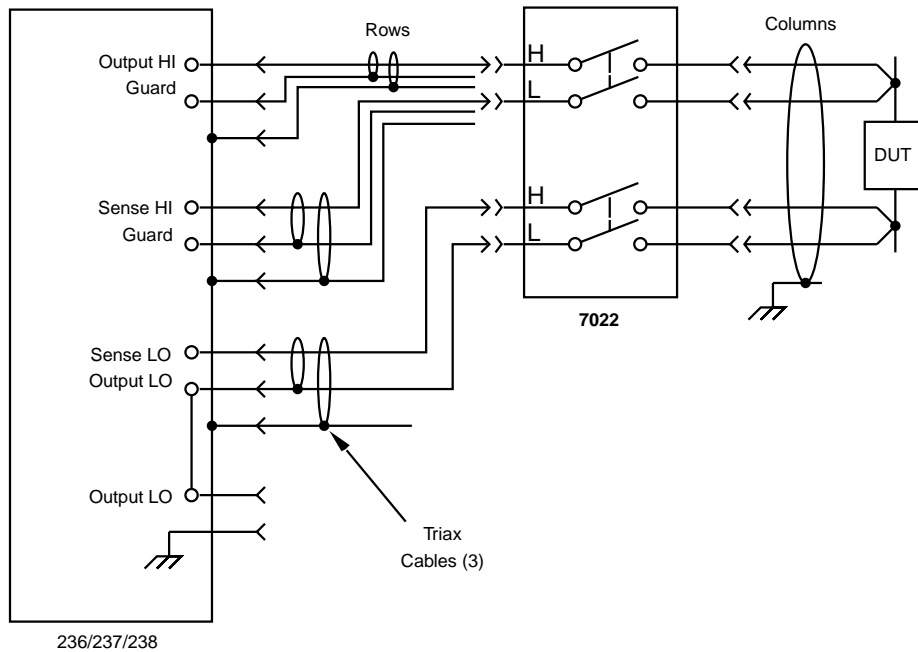 Rows
Columns
Output HI
Guard
H
L
DUT
Sense HI
Guard
H
L
7022
Sense LO
Output LO
Output LO
Triax
Cables (3)
236/237/238